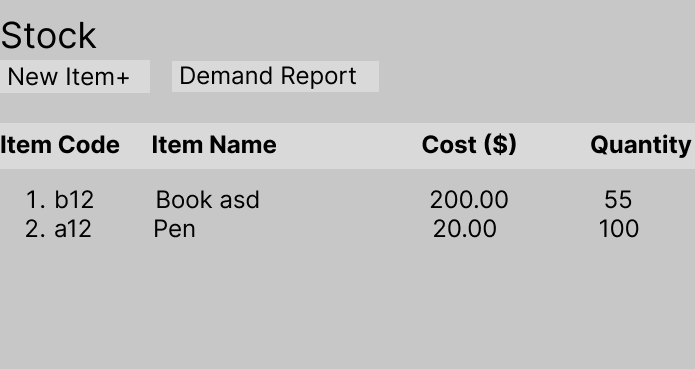 Stock
New Item+ Demand Report
Item Code Item Name Cost ($) Quantity
1. b12 Book asd 200.00 55
2. a12 Pen 20.00 100